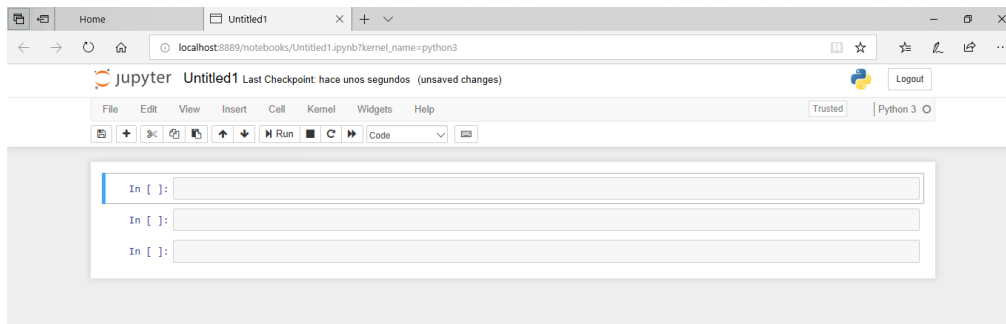 Home Untitled1
localhost:8889/notebooks/Untitled1.ipynb?kernel_name=python3
jupyter Untitled1 Last Checkpoint: hace unos segundos (unsaved changes) Logout
File Edit View Insert Cell Kernel Widgets Help Trusted Python 3
Run Code
In [ ]:
In [ ]:
In [ ]: